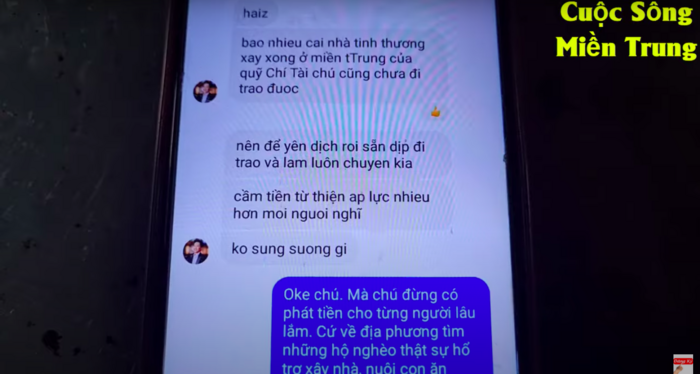 Cuộc Sống
Miền Trung
haiz
bao nhieu cai nhà tinh thương
xay xong ở miền tTrung của
quỹ Chí Tài chú cũng chưa đi
trao đuoc
nên để yên dịch rọi sẵn dịp đi
trao và lam luôn chuyen kia
cầm tiền từ thiện ap lực nhieu
hơn moi nguoi nghĩ
ko sung suong gi
Oke chú. Mà chú đừng có
phát tiền cho từng người lâu
lắm. Cứ về địa phương tìm
những hộ nghèo thật sự hổ
trợ xây nhà, nuôi con ăn